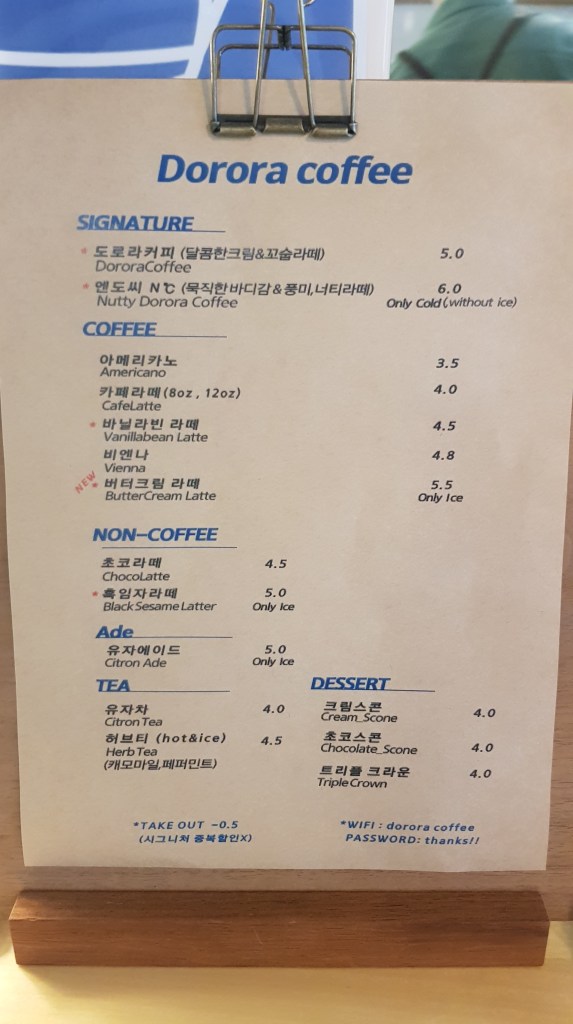 Dorora coffee
SIGNATURE
* 도로라커피 (달콤한크림&꼬숩라떼) 5.0
DororaCoffee
* 엔도씨 N℃ (묵직한바디감&풍미,너티라떼) 6.0
Nutty Dorora Coffee Only Cold(without ice)
COFFEE
아메리카노 3.5
Americano
카페라떼(8oz , 12oz) 4.0
CafeLatte
* 바닐라빈 라떼 4.5
Vanillabean Latte
비엔나 4.8
Vienna
NEW * 버터크림 라떼 5.5
ButterCream Latte Only Ice
NON-COFFEE
초코라떼 4.5
ChocoLatte
* 흑임자라떼 5.0
BlackSesame Latter Only Ice
Ade
유자에이드 5.0
Citron Ade Only Ice
TEA
유자차 4.0
Citron Tea
허브티 (hot&ice) 4.5
Herb Tea
(캐모마일,페퍼민트)
DESSERT
크림스콘 4.0
Cream_Scone
초코스콘 4.0
Chocolate_Scone
트리플 크라운 4.0
Triple Crown
*TAKE OUT -0.5
(시그니처 중복할인X)
*WIFI : dorora coffee
PASSWORD: thanks!!